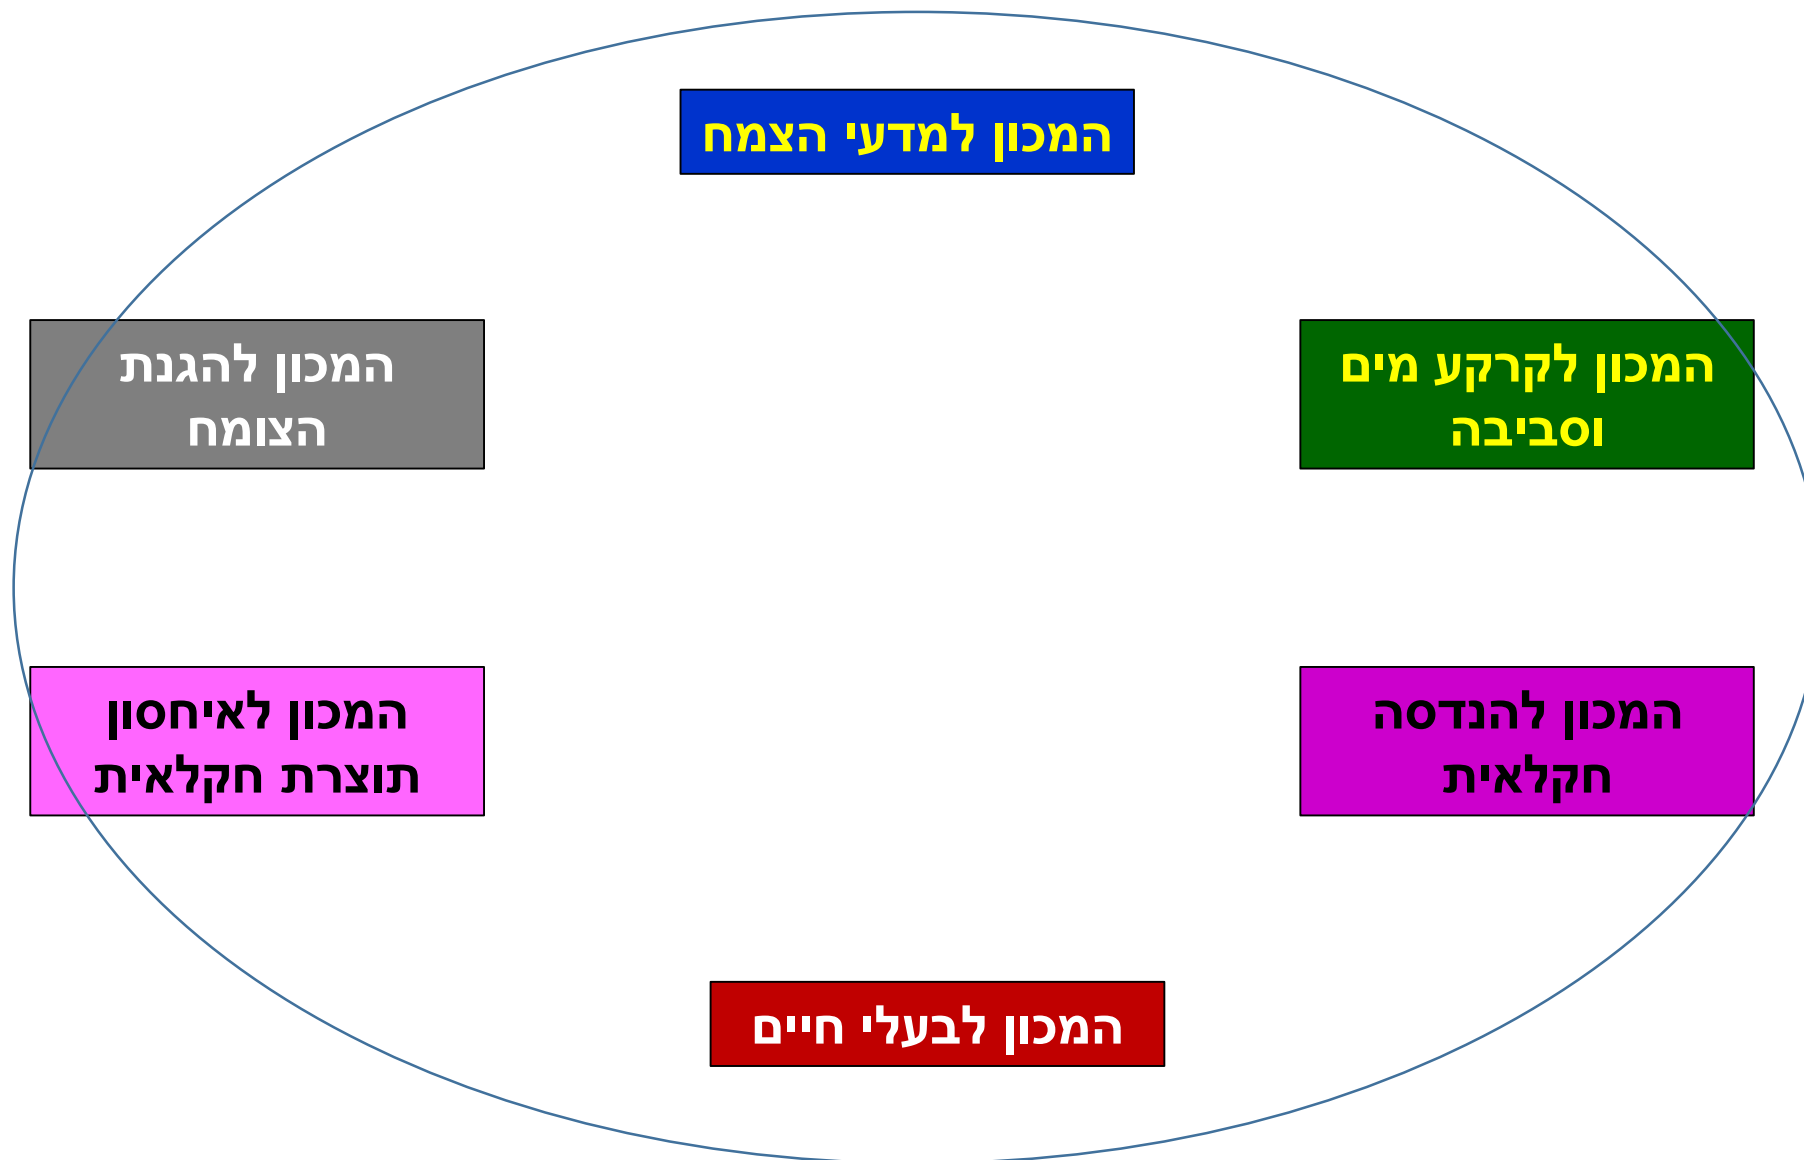 המכון למדעי הצמח
המכון לקרקע מים
וסביבה
המכון להגנת
הצומח
המכון להנדסה
חקלאית
המכון לאיחסון
תוצרת חקלאית
המכון לבעלי חיים